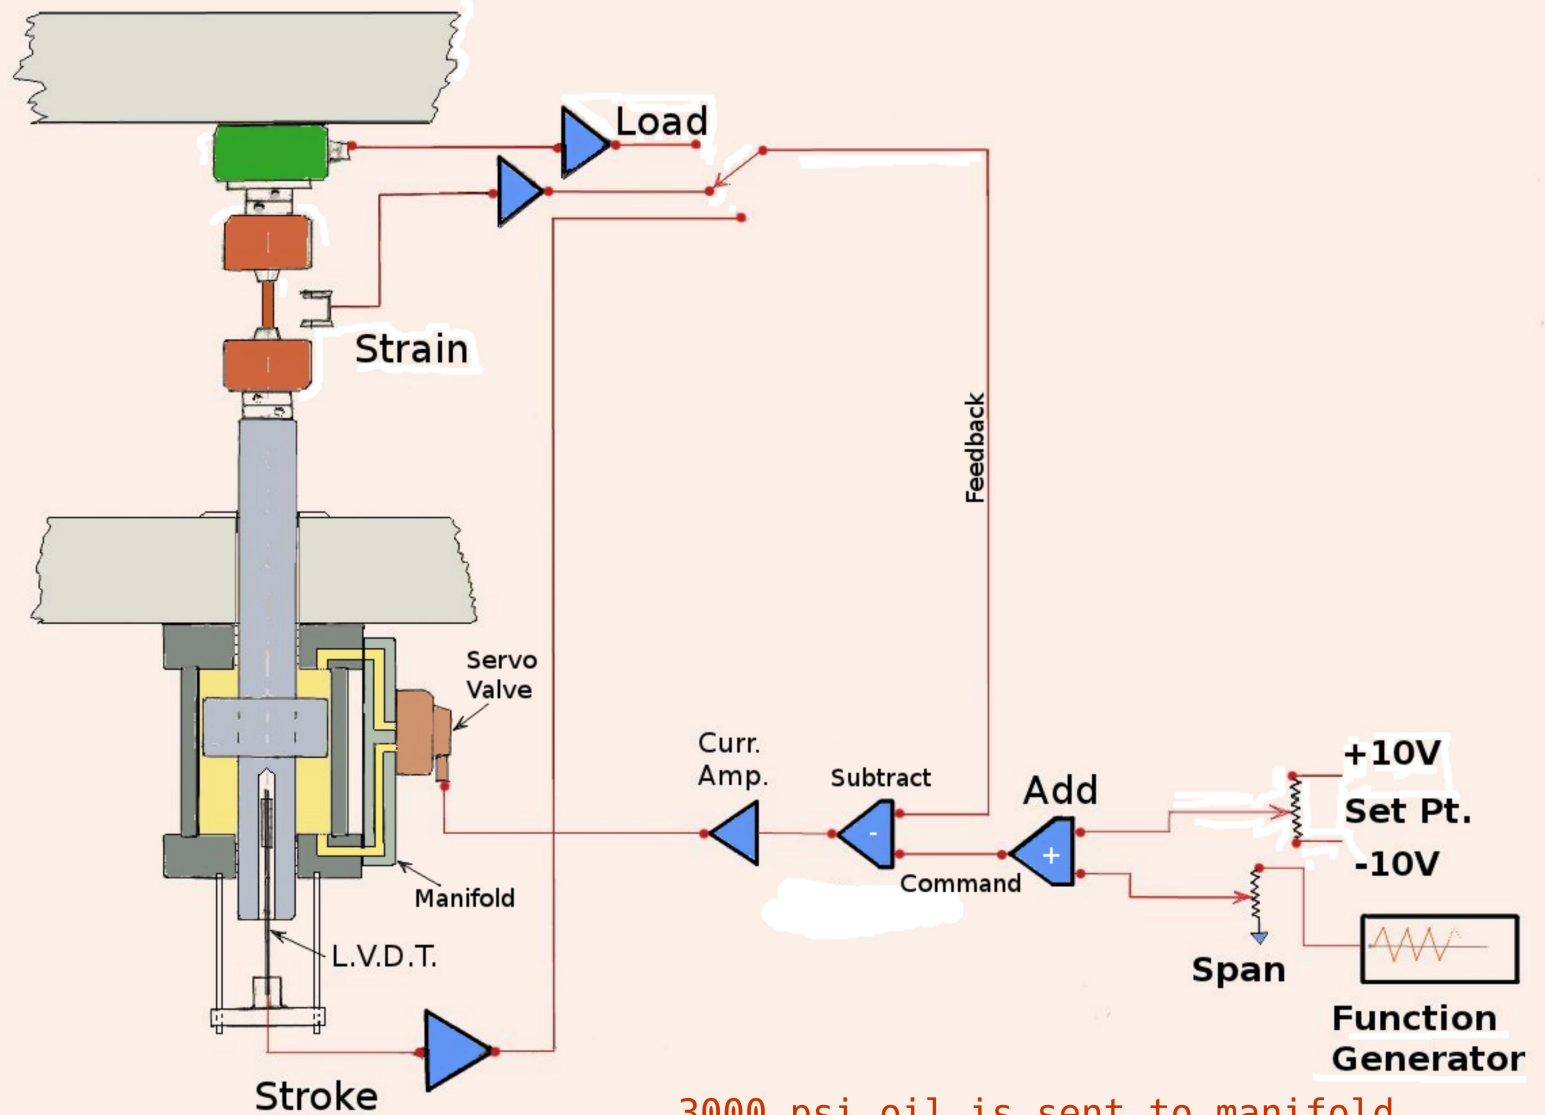 Load
Strain
Feedback
Servo
Valve
Curr.
Amp.
Subtract
Add
+10V
Set Pt.
-10V
-
+
Command
Manifold
L.V.D.T.
Span
Function
Generator
Stroke
3000 psi oil is sent to manifold